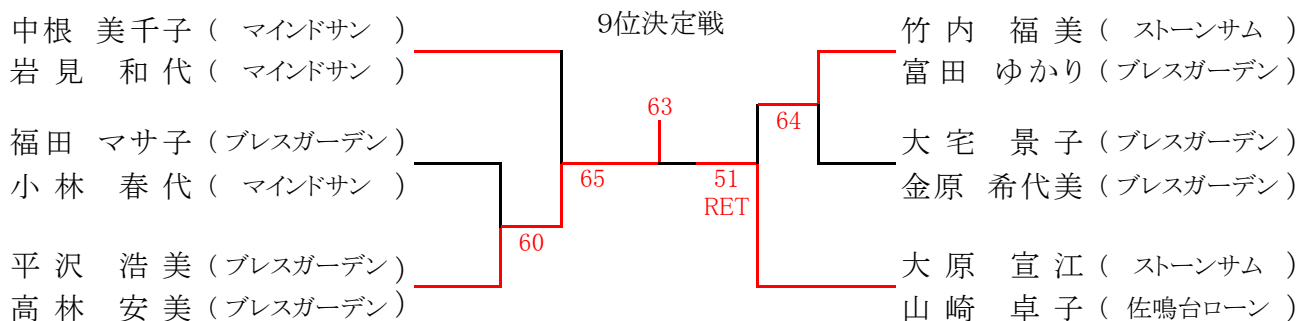 9位決定戦
中根 美千子 ( マインドサン )
岩見 和代 ( マインドサン )
福田 マサ子 ( ブレスガーデン )
小林 春代 ( マインドサン )
平沢 浩美 ( ブレスガーデン )
高林 安美 ( ブレスガーデン )
60
65
63
51
RET
64
竹内 福美 ( ストーンサム )
富田 ゆかり ( ブレスガーデン )
大宅 景子 ( ブレスガーデン )
金原 希代美 ( ブレスガーデン )
大原 宣江 ( ストーンサム )
山崎 卓子 ( 佐鳴台ローン )